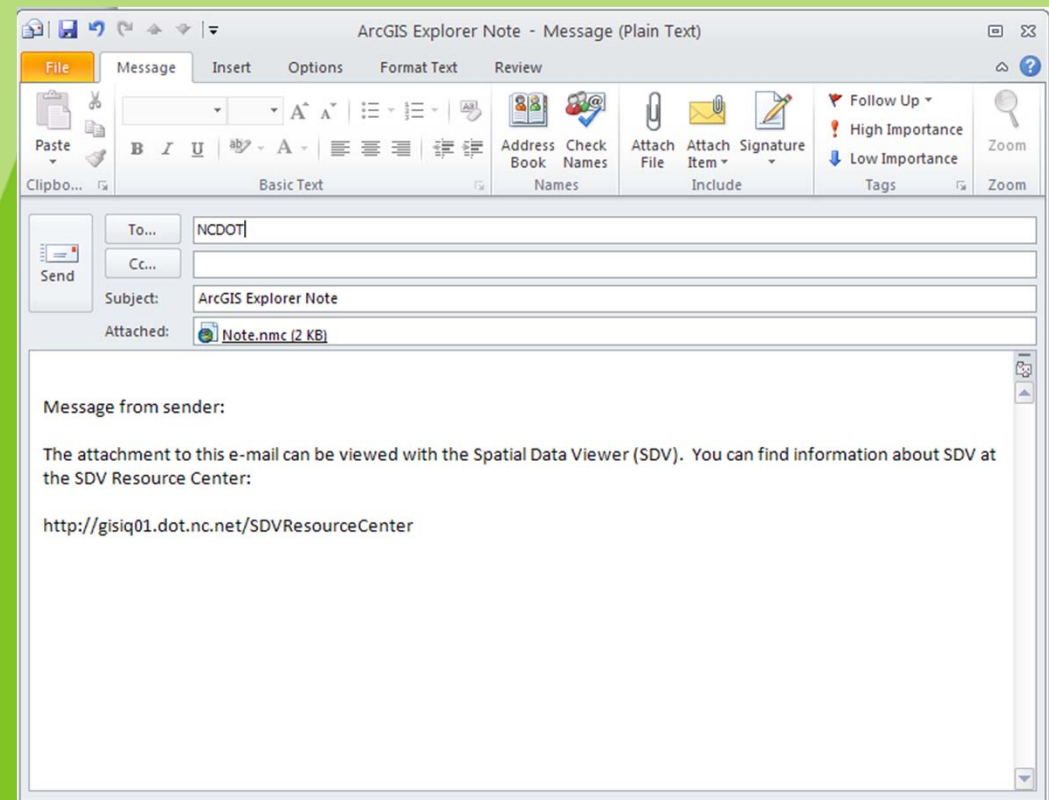 ArcGIS Explorer Note - Message (Plain Text)
File Message Insert Options Format Text Review
Paste
Clipbo...
B I U
Basic Text
Address Book
Check Names
Names
Attach File
Attach Item
Signature
Include
Follow Up
High Importance
Low Importance
Tags
Zoom
Zoom
Send
To... NCDOT
Cc...
Subject: ArcGIS Explorer Note
Attached: Note.nmc (2 KB)
Message from sender:
The attachment to this e-mail can be viewed with the Spatial Data Viewer (SDV). You can find information about SDV at
the SDV Resource Center:
http://gisiq01.dot.nc.net/SDVResourceCenter